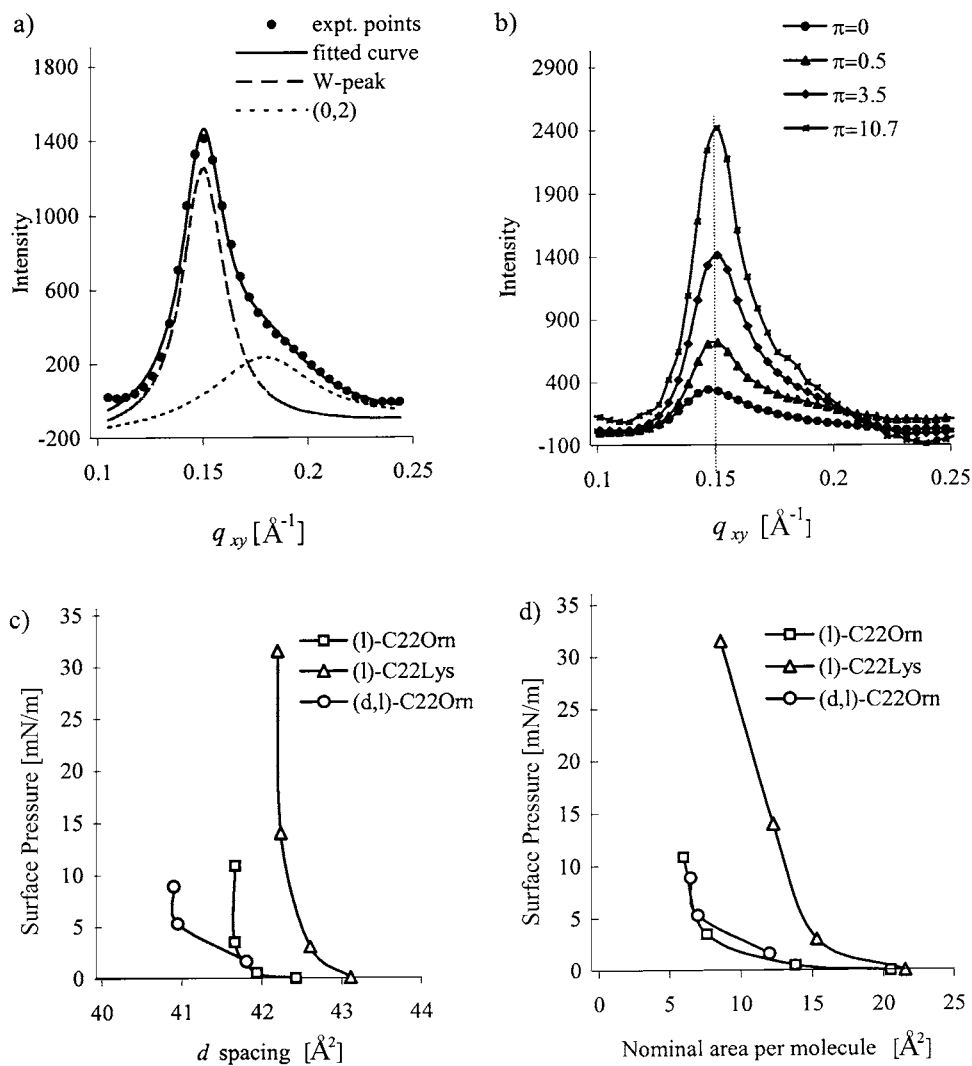 a)
expt. points
fitted curve
W-peak
(0,2)
1800
1400
1000
600
200
-200
Intensity
0.1
0.15
0.2
0.25
q xy [Å-1]
b)
π=0
π=0.5
π=3.5
π=10.7
2900
2400
1900
1400
900
400
-100
Intensity
0.1
0.15
0.2
0.25
q xy [Å-1]
c)
35
30
25
20
15
10
5
0
Surface Pressure [mN/m]
(l)-C22Orn
(l)-C22Lys
(d,l)-C22Orn
40
41
42
43
44
d spacing [Å2]
d)
35
30
25
20
15
10
5
0
Surface Pressure [mN/m]
(l)-C22Orn
(l)-C22Lys
(d,l)-C22Orn
0
5
10
15
20
25
Nominal area per molecule [Å2]